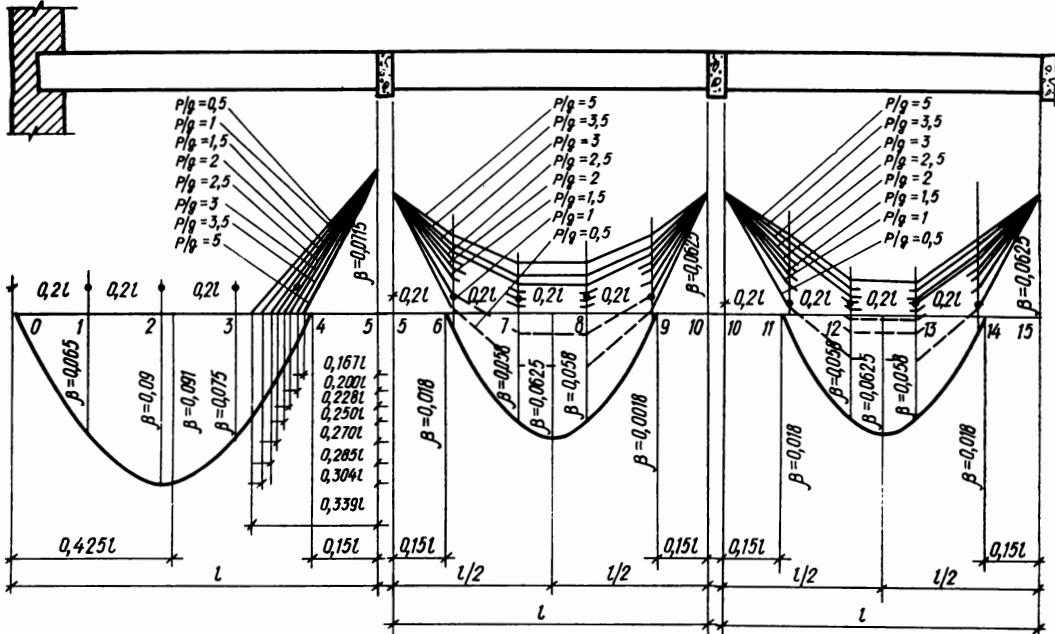 P/g = 0,5
P/g = 1
P/g = 1,5
P/g = 2
P/g = 2,5
P/g = 3
P/g = 3,5
P/g = 5
P/g = 5
P/g = 3,5
P/g = 3
P/g = 2,5
P/g = 2
P/g = 1,5
P/g = 1
P/g = 0,5
P/g = 5
P/g = 3,5
P/g = 3
P/g = 2,5
P/g = 2
P/g = 1,5
P/g = 1
P/g = 0,5
β=0,0715
β=0,0625
β=0,0625
0,2l 0,2l 0,2l
0,2l 0,2l 0,2l 0,2l
0,2l 0,2l 0,2l 0,2l
0 1 2 3 4 5
5 6 7 8 9 10
10 11 12 13 14 15
β=0,065
β=0,09
β=0,091
β=0,075
0,167l
0,200l
0,228l
0,250l
0,270l
0,285l
0,304l
0,339l
β=0,018
β=0,058
β=0,0625
β=0,058
β=0,0018
β=0,018
β=0,058
β=0,0625
β=0,058
β=0,018
0,425l 0,15l 0,15l 0,15l 0,15l 0,15l
l l/2 l/2 l/2 l/2
l l